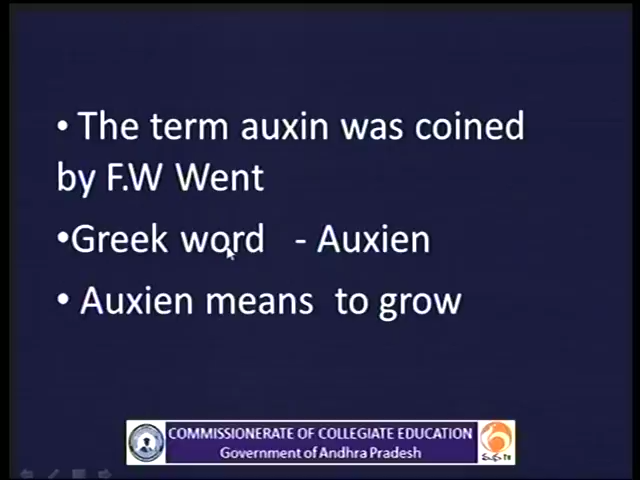 • The term auxin was coined
by F.W Went
•Greek word - Auxien
• Auxien means to grow
COMMISSIONERATE OF COLLEGIATE EDUCATION
Government of Andhra Pradesh